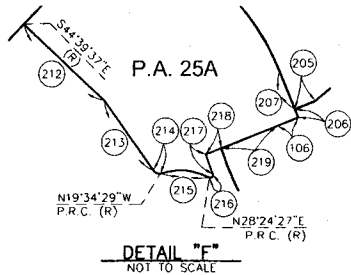 S44°39'37"E
(R)
P.A. 25A
205
212
207
206
213
214
217
218
106
219
215
216
N19°34'29"W
P.R.C. (R)
N28°24'27"E
P.R.C. (R)
DETAIL "F"
NOT TO SCALE